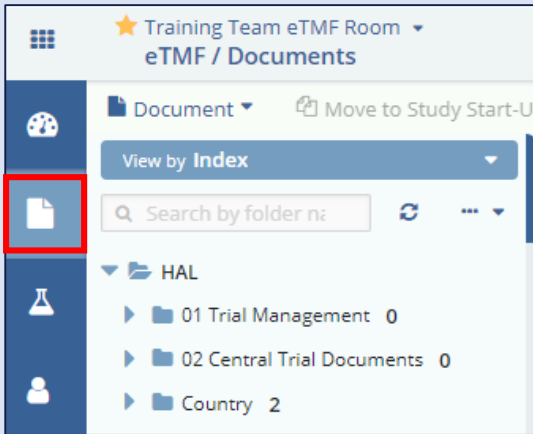 Training Team eTMF Room
eTMF / Documents
Document
Move to Study Start-U
View by Index
Search by folder na
HAL
01 Trial Management 0
02 Central Trial Documents 0
Country 2